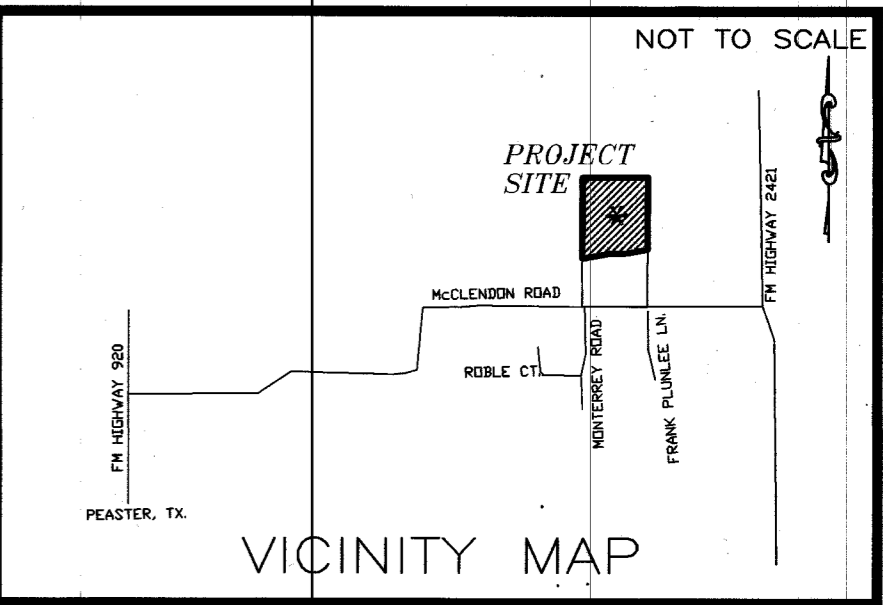 NOT TO SCALE
PROJECT
SITE
FM HIGHWAY 2421
McCLENDON ROAD
FM HIGHWAY 920
ROBLE CT.
MONTERREY ROAD
FRANK PLUNLEE LN.
PEASTER, TX.
VICINITY MAP